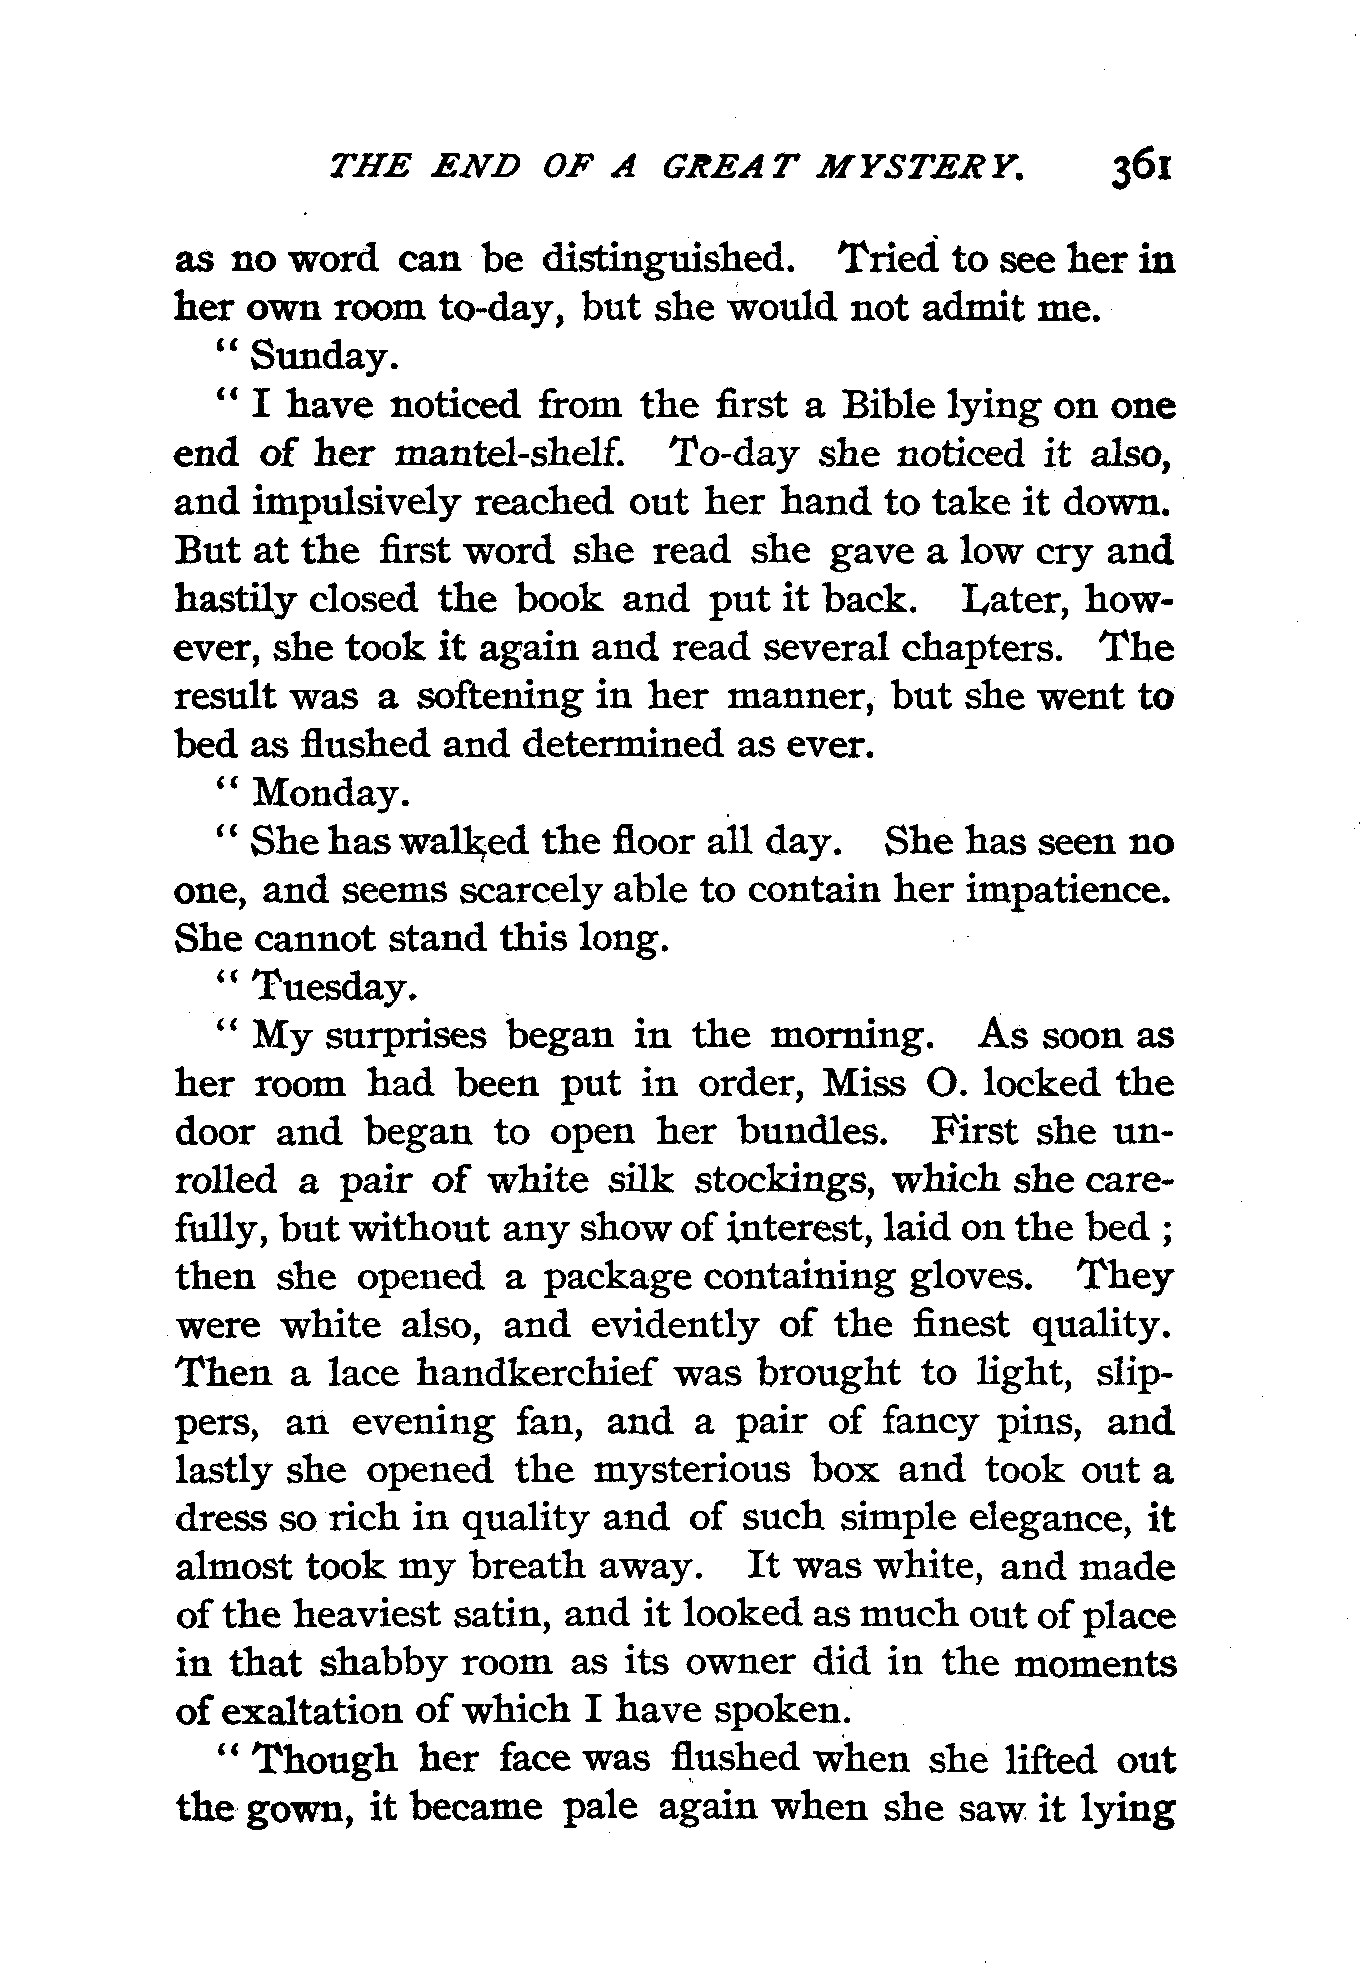 THE END OF A GREAT MYSTERY. 361
as no word can be distinguished. Tried to see her in
her own room to-day, but she would not admit me.
" Sunday.
" I have noticed from the first a Bible lying on one
end of her mantel-shelf. To-day she noticed it also,
and impulsively reached out her hand to take it down.
But at the first word she read she gave a low cry and
hastily closed the book and put it back. Later, how-
ever, she took it again and read several chapters. The
result was a softening in her manner, but she went to
bed as flushed and determined as ever.
" Monday.
" She has walked the floor all day. She has seen no
one, and seems scarcely able to contain her impatience.
She cannot stand this long.
" Tuesday.
" My surprises began in the morning. As soon as
her room had been put in order, Miss O. locked the
door and began to open her bundles. First she un-
rolled a pair of white silk stockings, which she care-
fully, but without any show of interest, laid on the bed ;
then she opened a package containing gloves. They
were white also, and evidently of the finest quality.
Then a lace handkerchief was brought to light, slip-
pers, an evening fan, and a pair of fancy pins, and
lastly she opened the mysterious box and took out a
dress so rich in quality and of such simple elegance, it
almost took my breath away. It was white, and made
of the heaviest satin, and it looked as much out of place
in that shabby room as its owner did in the moments
of exaltation of which I have spoken.
" Though her face was flushed when she lifted out
the gown, it became pale again when she saw it lying